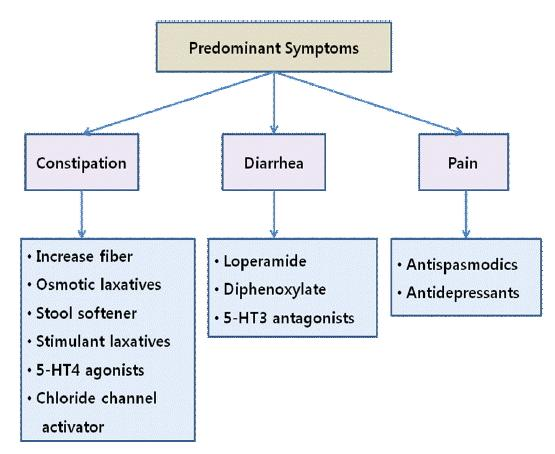 Predominant Symptoms
Constipation
Diarrhea
Pain
• Increase fiber
• Osmotic laxatives
• Stool softener
• Stimulant laxatives
• 5-HT4 agonists
• Chloride channel
activator
• Loperamide
• Diphenoxylate
• 5-HT3 antagonists
• Antispasmodics
• Antidepressants